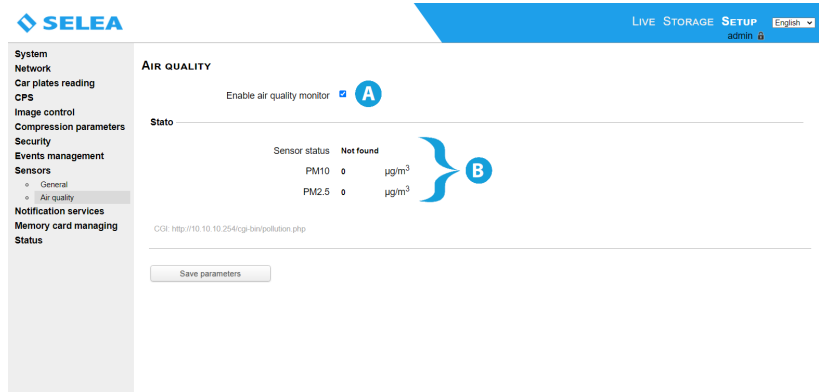 SELEA
LIVE STORAGE SETUP English
admin
System
Network
Car plates reading
CPS
Image control
Compression parameters
Security
Events management
Sensors
General
Air quality
Notification services
Memory card managing
Status
AIR QUALITY
Enable air quality monitor A
Stato
Sensor status Not found
PM10 0 µg/m³
PM2.5 0 µg/m³
B
CGI: http://10.10.10.254/cgi-bin/pollution.php
Save parameters